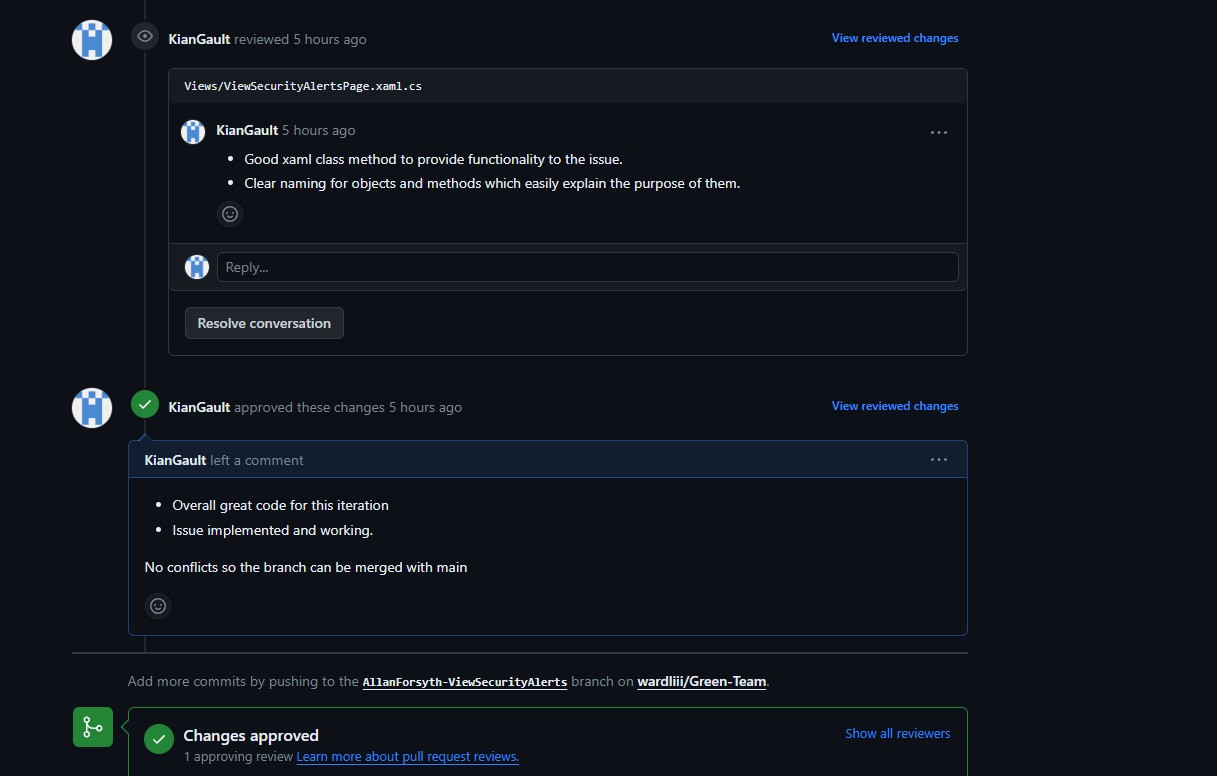 KianGault reviewed 5 hours ago
View reviewed changes
Views/ViewSecurityAlertsPage.xaml.cs
KianGault 5 hours ago
Good xaml class method to provide functionality to the issue.
Clear naming for objects and methods which easily explain the purpose of them.
Reply...
Resolve conversation
KianGault approved these changes 5 hours ago
View reviewed changes
KianGault left a comment
Overall great code for this iteration
Issue implemented and working.
No conflicts so the branch can be merged with main
Add more commits by pushing to the AllanForsyth-ViewSecurityAlerts branch on wardliii/Green-Team.
Changes approved
Show all reviewers
1 approving review Learn more about pull request reviews.